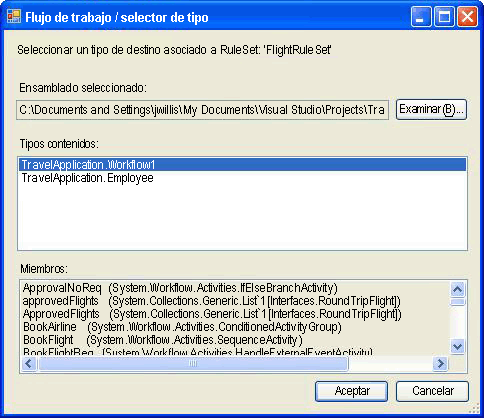 Flujo de trabajo / selector de tipo
Seleccionar un tipo de destino asociado a RuleSet: 'FlightRuleSet'
Ensamblado seleccionado:
C:\Documents and Settings\jwillis\My Documents\Visual Studio\Projects\Tra
Examinar(B)...
Tipos contenidos:
TravelApplication.Workflow1
TravelApplication.Employee
Miembros:
ApprovalNoReq (System.Workflow.Activities.IfElseBranchActivity)
approvedFlights (System.Collections.Generic.List`1[Interfaces.RoundTripFlight])
ApprovedFlights (System.Collections.Generic.List`1[Interfaces.RoundTripFlight])
BookAirline (System.Workflow.Activities.ConditionedActivityGroup)
BookFlight (System.Workflow.Activities.SequenceActivity)
BookFlightReq (System.Workflow.Activities.HandleExternalEventActivity)
Aceptar
Cancelar